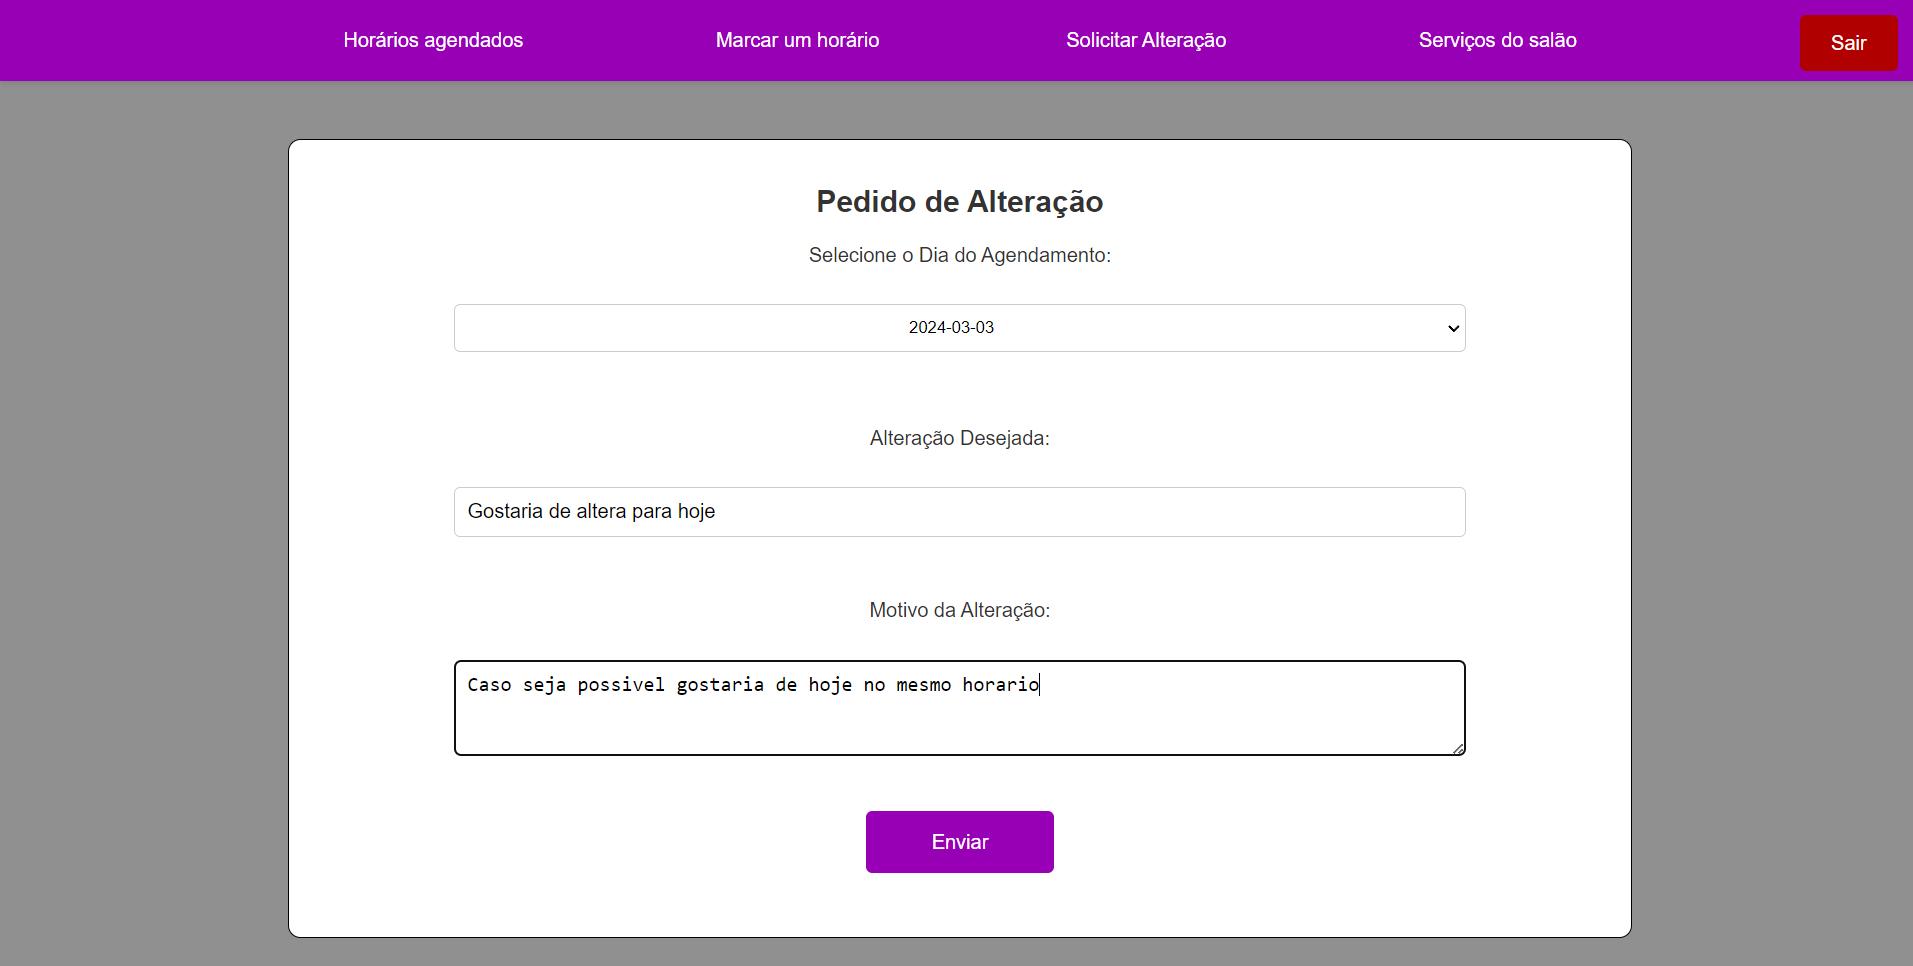 Horários agendados
Marcar um horário
Solicitar Alteração
Serviços do salão
Sair
Pedido de Alteração
Selecione o Dia do Agendamento:
2024-03-03
Alteração Desejada:
Gostaria de altera para hoje
Motivo da Alteração:
Caso seja possivel gostaria de hoje no mesmo horario
Enviar